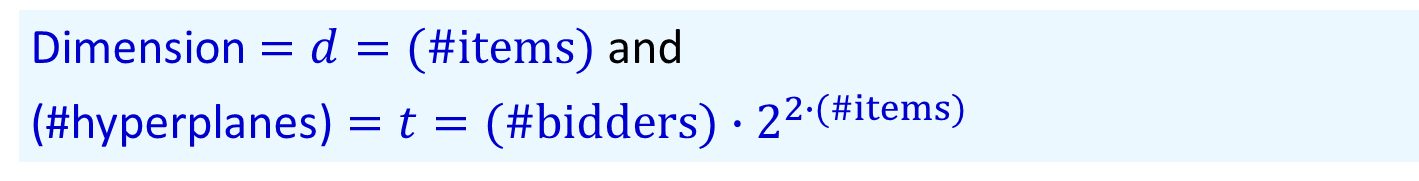 Dimension = d = (#items) and
(#hyperplanes) = t = (#bidders) · 2^{2·(#items)}